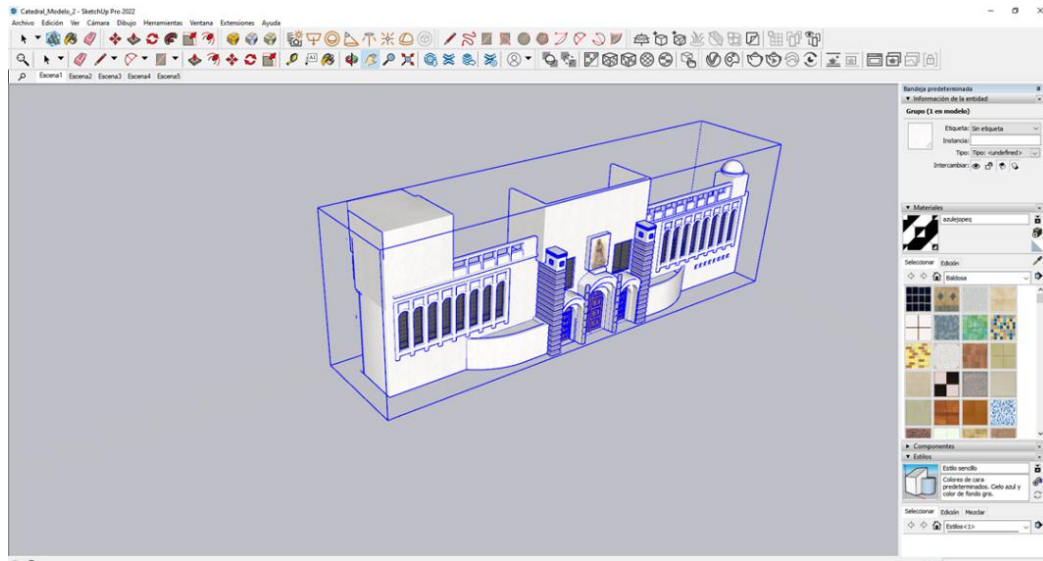 Catedral_Modelo_2 - SketchUp Pro 2022
Archivo Edición Ver Cámara Dibujo Herramientas Ventana Extensiones Ayuda
Escena1 Escena2 Escena3 Escena4 Escena5
Bandeja predeterminada
Información de la entidad
Grupo (1 en modelo)
Etiqueta: Sin etiqueta
Instancia:
Tipo: Tipo: <undefined>
Intercambiar:
Materiales
azulejopeq
Seleccionar Edición
Baldosa
Componentes
Estilos
Estilo sencillo
Colores de cara
predeterminados. Cielo azul y
color de fondo gris.
Seleccionar Edición Mezclar
Estilos<1>